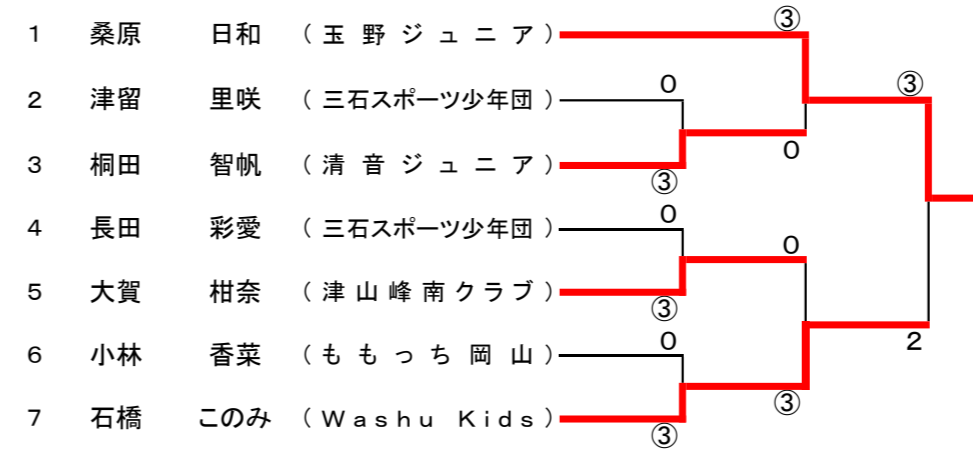 1 桑原 日和 (玉野ジュニア) ③
③
2 津留 里咲 (三石スポーツ少年団) 0
0
3 桐田 智帆 (清音ジュニア) ③
4 長田 彩愛 (三石スポーツ少年団) 0
0
5 大賀 柑奈 (津山峰南クラブ) ③
6 小林 香菜 (ももっち岡山) 0
2
③
7 石橋 このみ (Washu Kids) ③